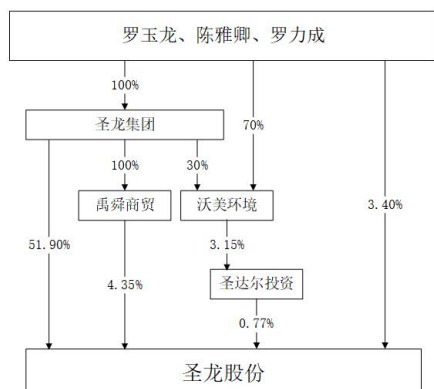 罗玉龙、陈雅卿、罗力成
100%
圣龙集团
70%
100%
30%
禹舜商贸
沃美环境
3.40%
51.90%
3.15%
4.35%
圣达尔投资
0.77%
圣龙股份